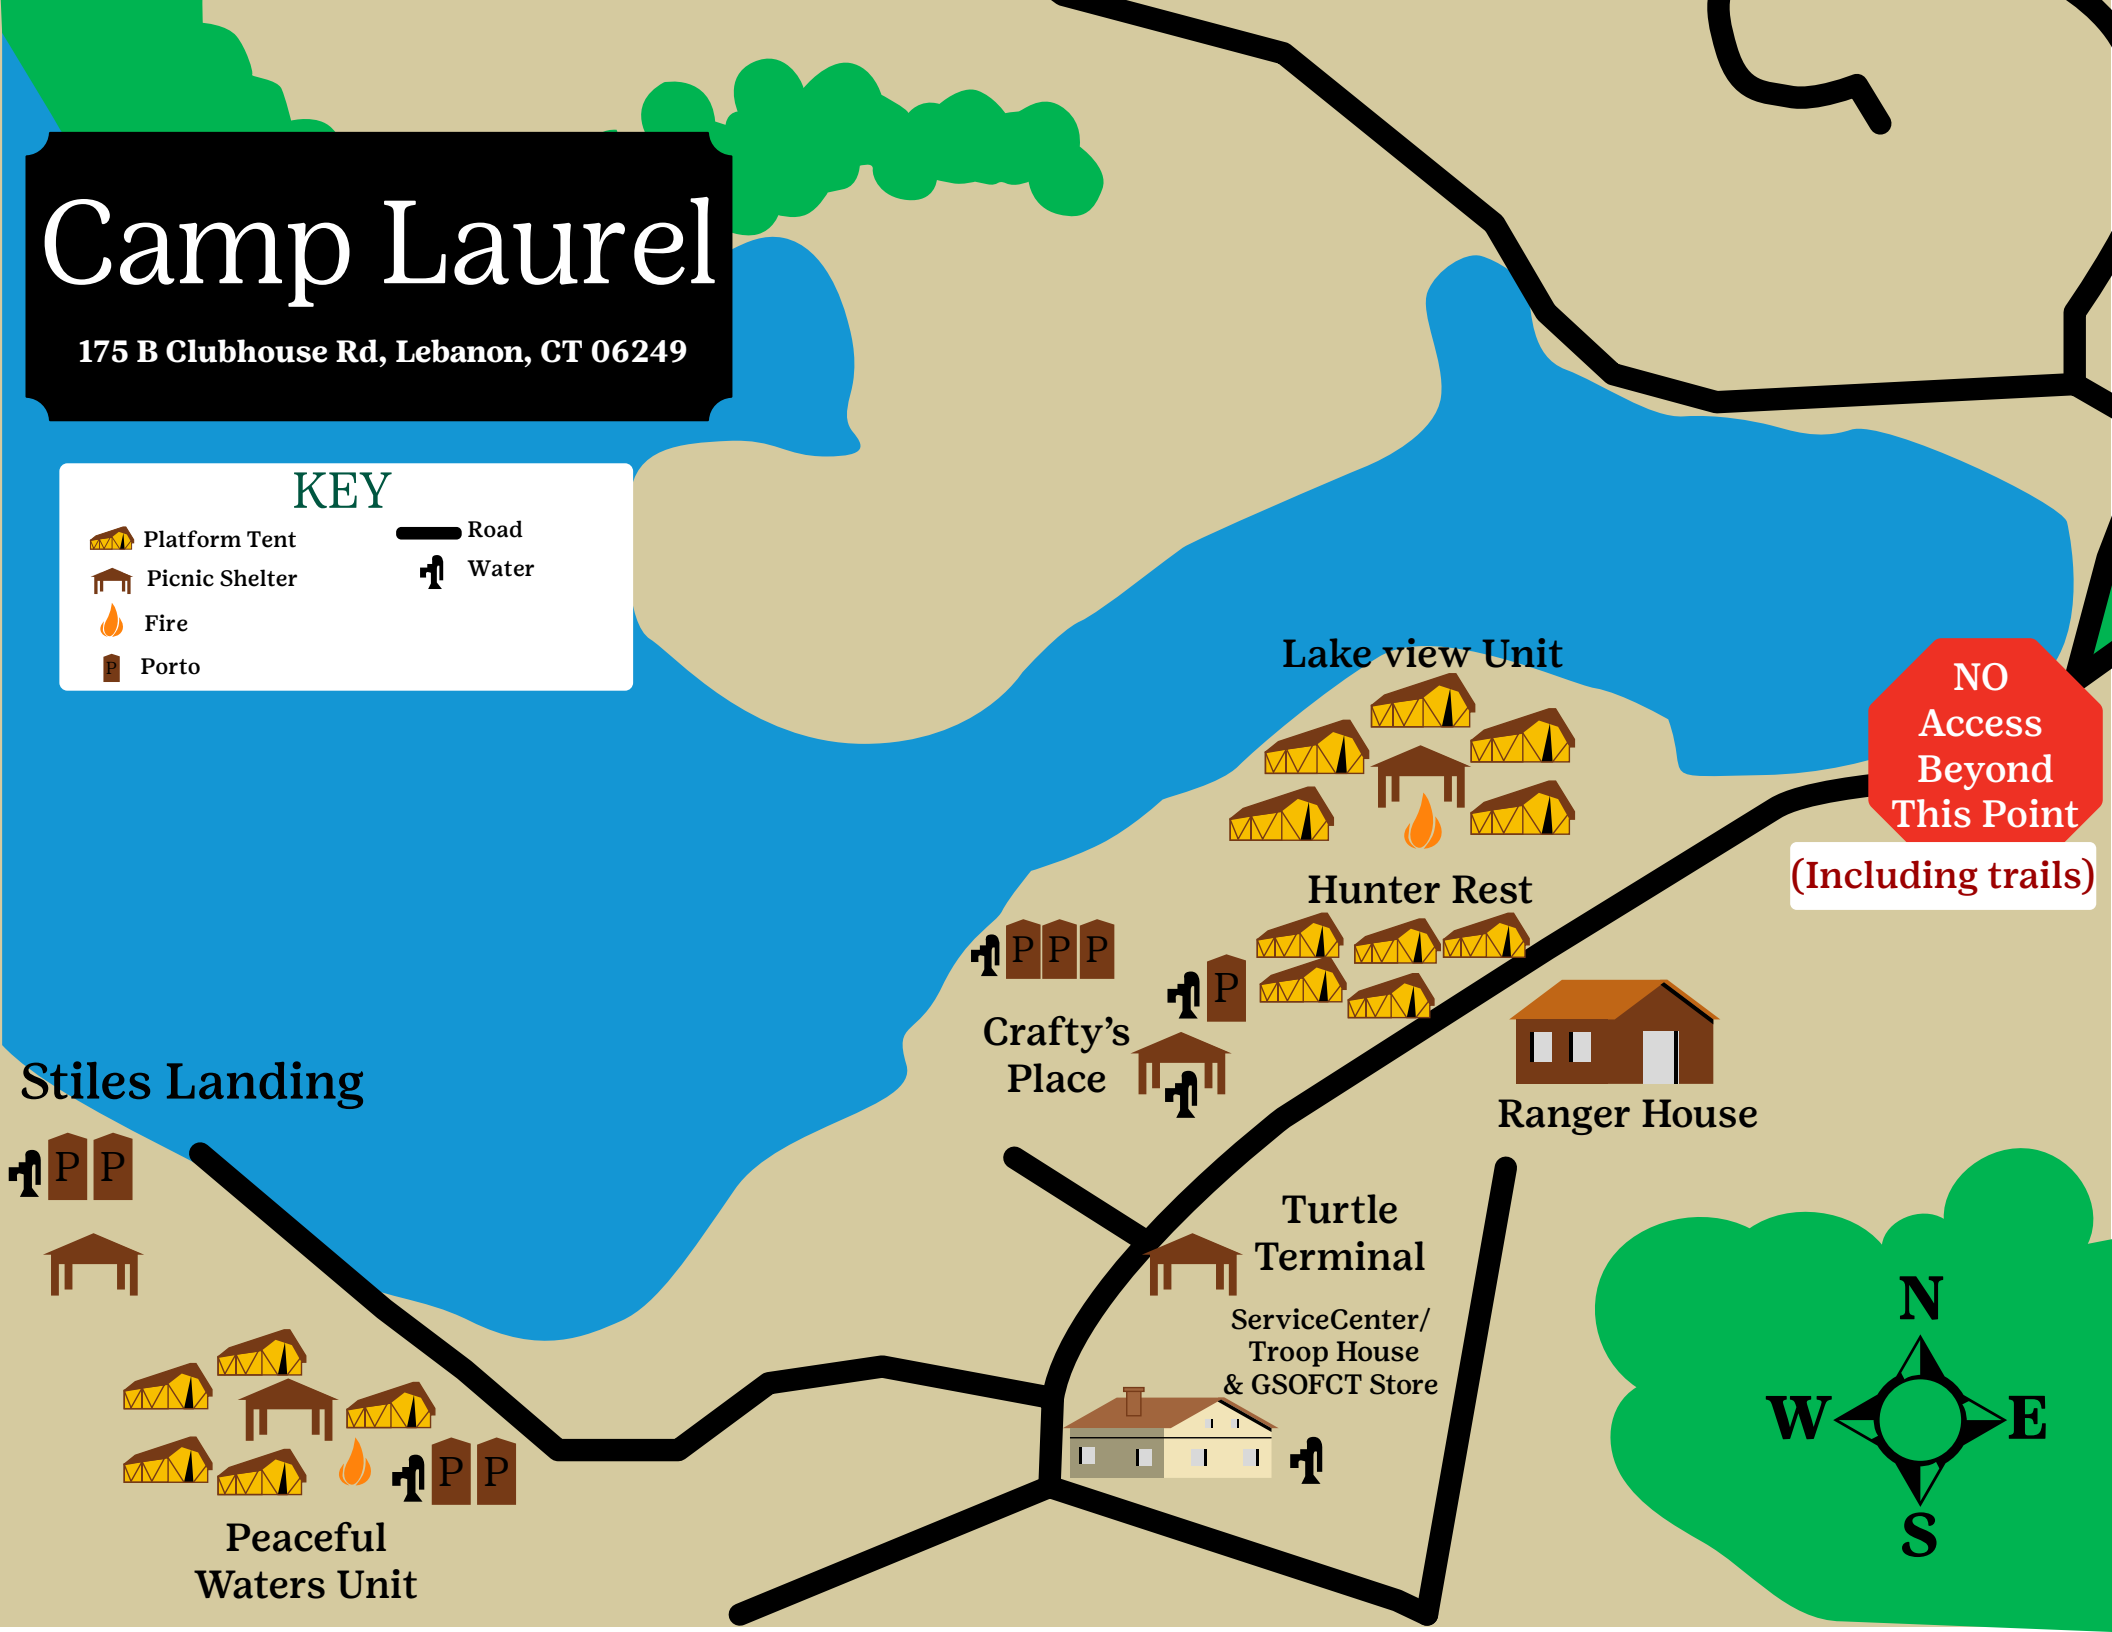 Camp Laurel
175 B Clubhouse Rd, Lebanon, CT 06249
KEY
Platform Tent
Road
Picnic Shelter
Water
Fire
P
Porto
Lake view Unit
NO
Access
Beyond
This Point
(Including trails)
Hunter Rest
P P P
P
Crafty’s
Place
Ranger House
Stiles Landing
P P
Turtle
Terminal
ServiceCenter/
Troop House
& GSOFCT Store
P P
Peaceful
Waters Unit
N
W E
S